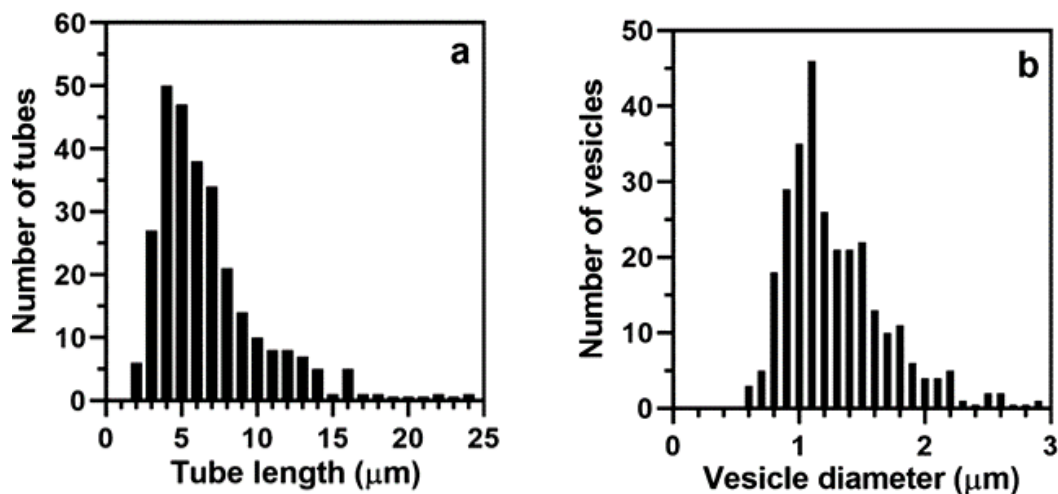 a
Number of tubes
60
50
40
30
20
10
0
0 5 10 15 20 25
Tube length (μm)
b
Number of vesicles
50
40
30
20
10
0
0 1 2 3
Vesicle diameter (μm)